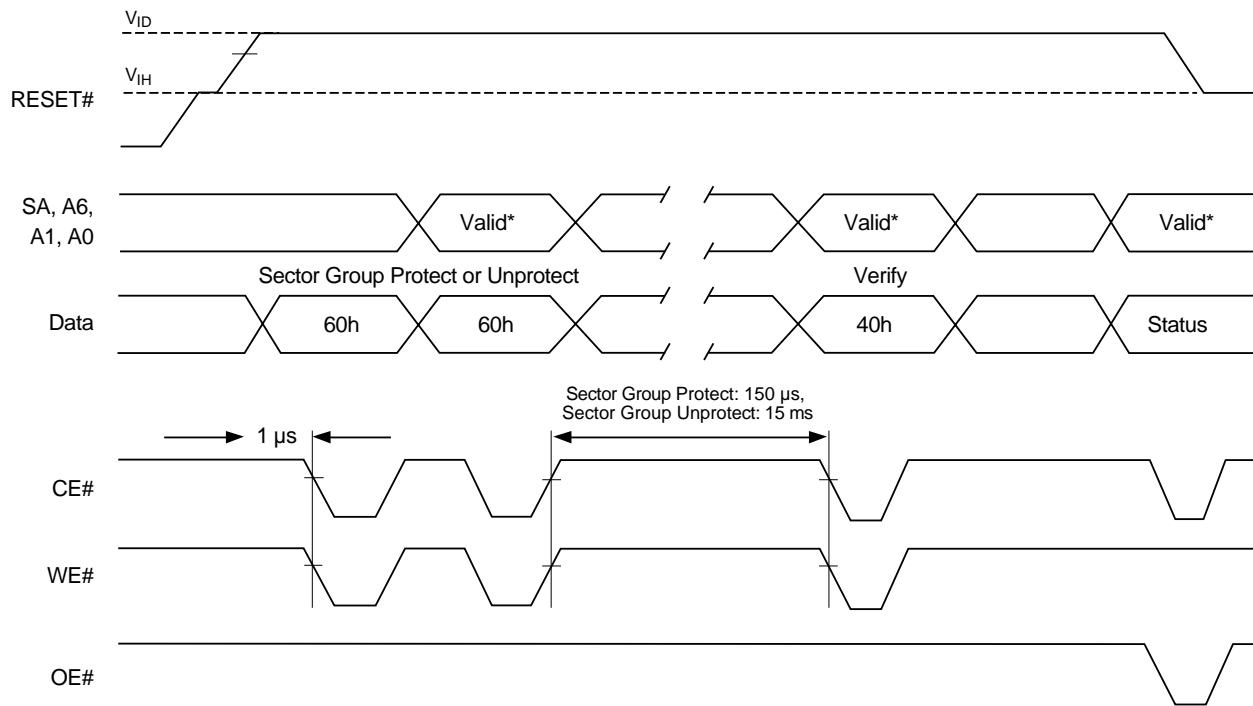 VID
VIH
RESET#
SA, A6,
A1, A0
Valid*
Valid*
Valid*
Sector Group Protect or Unprotect
Verify
Data
60h
60h
40h
Status
Sector Group Protect: 150 µs,
Sector Group Unprotect: 15 ms
1 µs
CE#
WE#
OE#